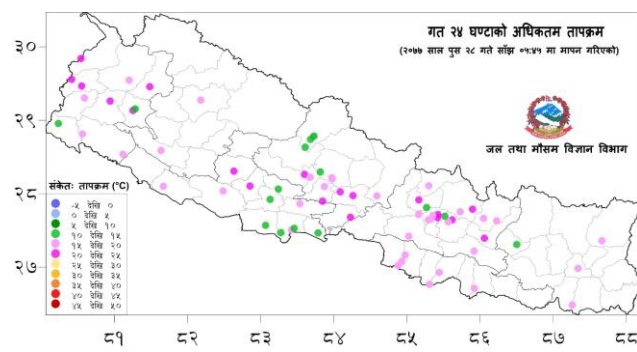 गत २४ घण्टाको अधिकतम तापक्रम
(२०७७ साल पुस २८ गते साँझ ०५:४५ मा मापन गरिएको)
जल तथा मौसम विज्ञान विभाग
३०
२९
२८
२७
संकेतः तापक्रम (°C)
-५ देखि ०
० देखि ५
५ देखि १०
१० देखि १५
१५ देखि २०
२० देखि २५
२५ देखि ३०
३० देखि ३५
३५ देखि ४०
४० देखि ४५
४५ देखि ५०
८१ ८२ ८३ ८४ ८५ ८६ ८७ ८८